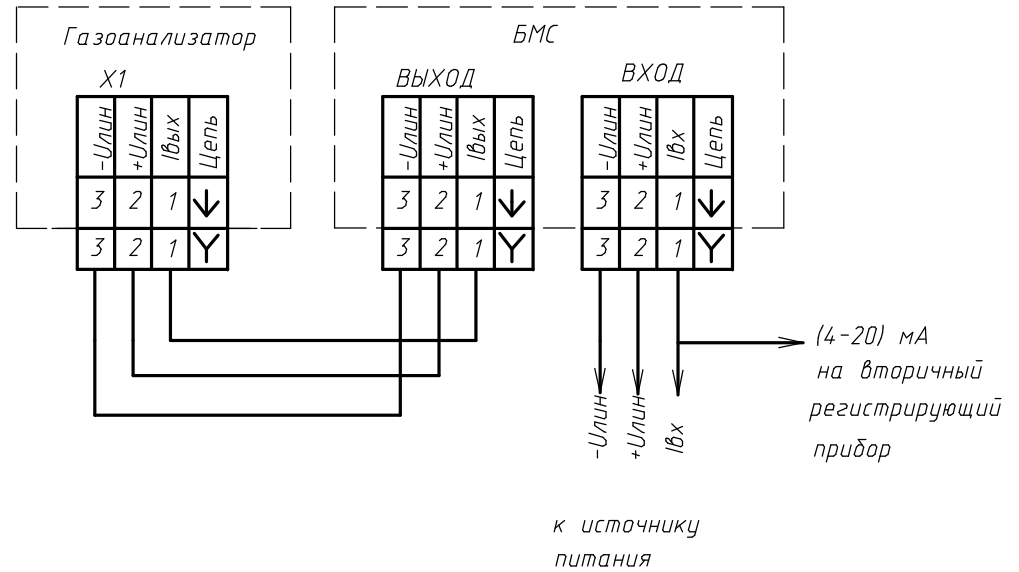 Газоанализатор
БМС
X1
ВЫХОД
ВХОД
-Uлин +Uлин Iвых Цепь
-Uлин +Uлин Iвых Цепь
-Uлин +Uлин Iвх Цепь
3 2 1
3 2 1
3 2 1
3 2 1
3 2 1
3 2 1
-Uлин +Uлин Iвх
(4-20) мА
на вторичный
регистрирующий
прибор
к источнику
питания